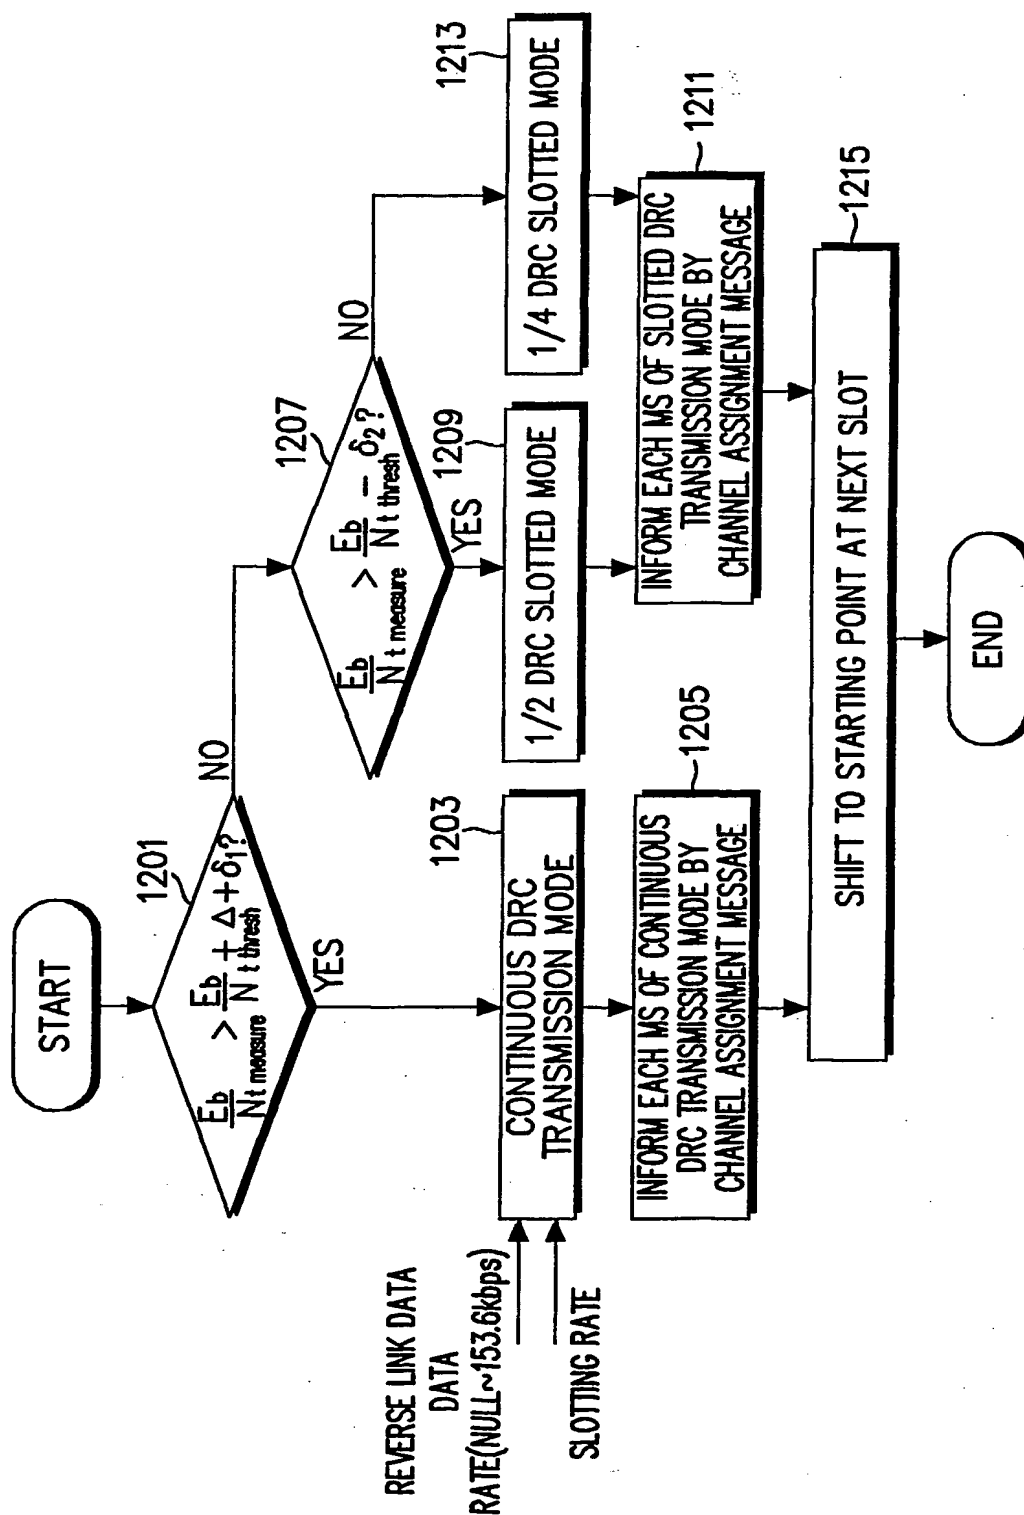 START
1201
Eb/Nt measure > Eb/Nt thresh + Δ + δ1?
NO
YES
1207
Eb/Nt measure > Eb/Nt thresh − δ2?
NO
YES
REVERSE LINK DATA
DATA
RATE(NULL~153.6kbps)
SLOTTING RATE
1203
CONTINUOUS DRC
TRANSMISSION MODE
1209
1/2 DRC SLOTTED MODE
1213
1/4 DRC SLOTTED MODE
1205
INFORM EACH MS OF CONTINUOUS
DRC TRANSMISSION MODE BY
CHANNEL ASSIGNMENT MESSAGE
1211
INFORM EACH MS OF SLOTTED DRC
TRANSMISSION MODE BY
CHANNEL ASSIGNMENT MESSAGE
1215
SHIFT TO STARTING POINT AT NEXT SLOT
END